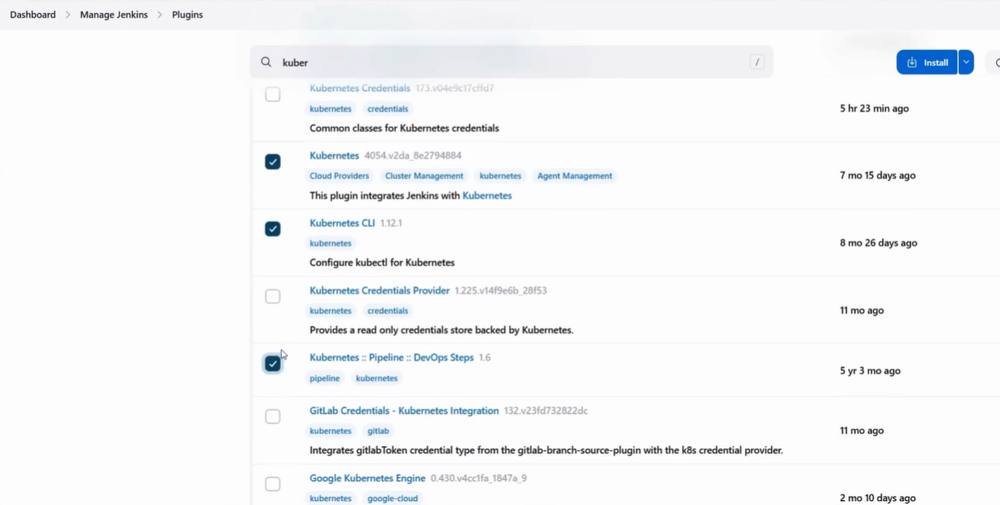 Dashboard > Manage Jenkins > Plugins
kuber /
Install
Kubernetes Credentials 173.v04e9c17cffd7
kubernetes credentials
5 hr 23 min ago
Common classes for Kubernetes credentials
Kubernetes 4054.v2da_8e2794884
Cloud Providers Cluster Management kubernetes Agent Management
7 mo 15 days ago
This plugin integrates Jenkins with Kubernetes
Kubernetes CLI 1.12.1
kubernetes
8 mo 26 days ago
Configure kubectl for Kubernetes
Kubernetes Credentials Provider 1.225.v14f9e6b_28f53
kubernetes credentials
11 mo ago
Provides a read only credentials store backed by Kubernetes.
Kubernetes :: Pipeline :: DevOps Steps 1.6
5 yr 3 mo ago
pipeline kubernetes
GitLab Credentials - Kubernetes Integration 132.v23fd732822dc
kubernetes gitlab
11 mo ago
Integrates gitlabToken credential type from the gitlab-branch-source-plugin with the k8s credential provider.
Google Kubernetes Engine 0.430.v4cc1fa_1847a_9
kubernetes google-cloud
2 mo 10 days ago